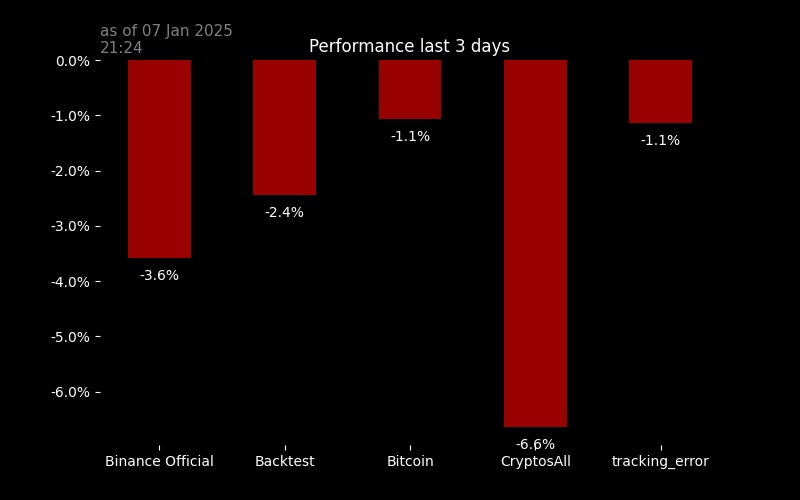 as of 07 Jan 2025
21:24
Performance last 3 days
0.0%
-1.0%
-2.0%
-3.0%
-4.0%
-5.0%
-6.0%
-3.6%
-2.4%
-1.1%
-6.6%
-1.1%
Binance Official
Backtest
Bitcoin
CryptosAll
tracking_error